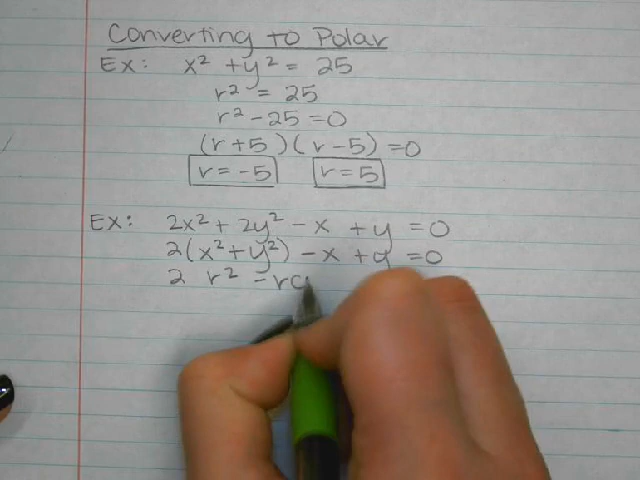 Converting to Polar
Ex: x² + y² = 25
r² = 25
r² - 25 = 0
(r + 5)(r - 5) = 0
r = -5 r = 5
Ex: 2x² + 2y² - x + y = 0
2(x² + y²) - x + y = 0
2 r² - rc